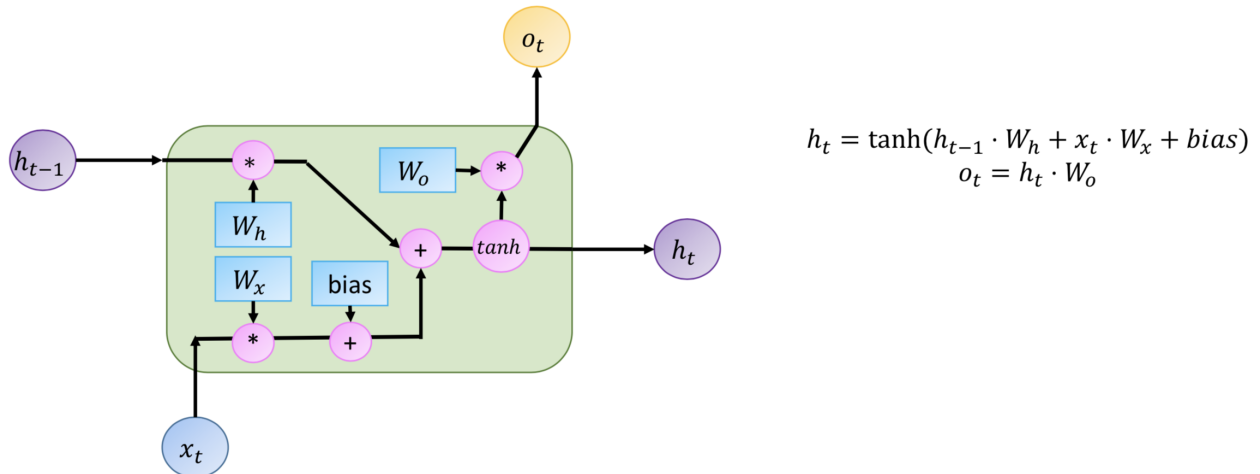 o_t
h_{t-1}
*
W_o
*
h_t = tanh(h_{t-1} · W_h + x_t · W_x + bias)
o_t = h_t · W_o
W_h
+
tanh
h_t
W_x
bias
*
+
x_t